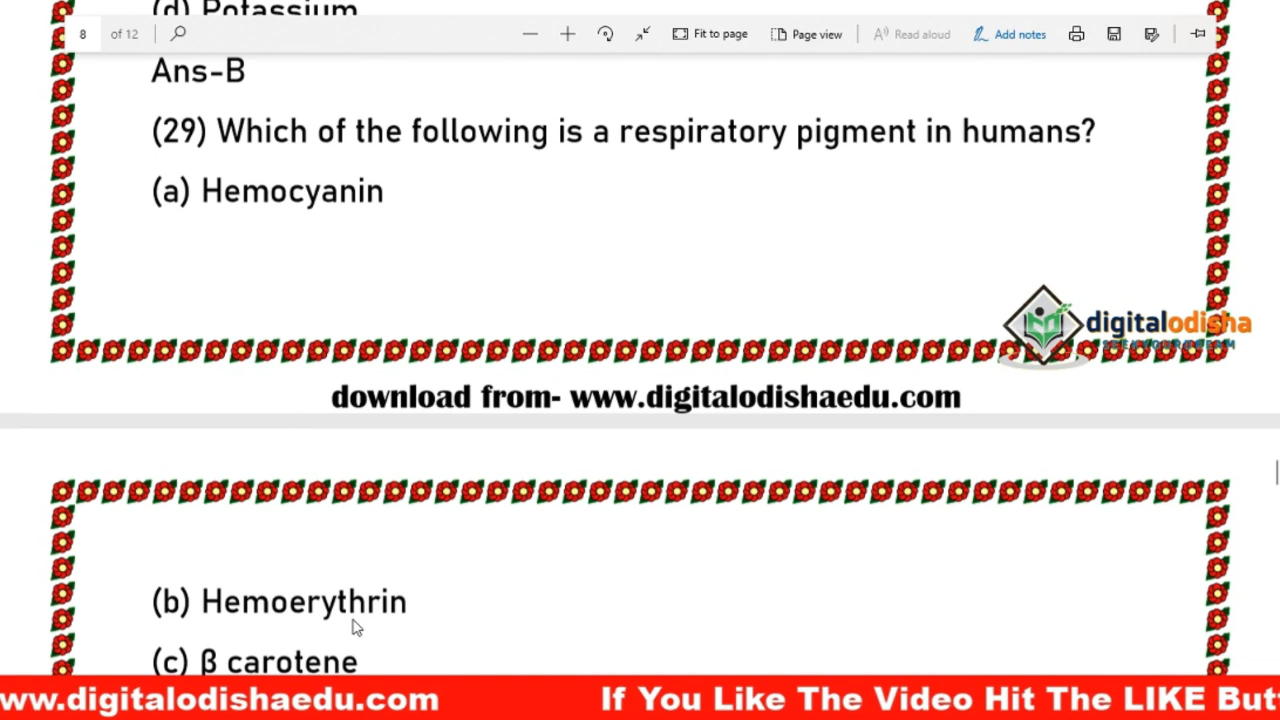 (d) Potassium
8 of 12 Fit to page Page view Read aloud Add notes
Ans-B
(29) Which of the following is a respiratory pigment in humans?
(a) Hemocyanin
digitalodisha
download from- www.digitalodishaedu.com
(b) Hemoerythrin
(c) β carotene
ww.digitalodishaedu.com If You Like The Video Hit The LIKE But